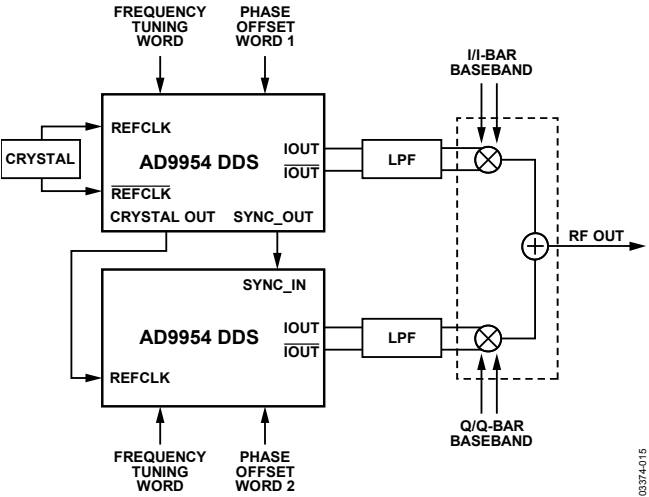 FREQUENCY
TUNING
WORD
PHASE
OFFSET
WORD 1
I/I-BAR
BASEBAND
CRYSTAL
REFCLK
AD9954 DDS
REFCLK
CRYSTAL OUT
SYNC_OUT
IOUT
IOUT
LPF
RF OUT
SYNC_IN
AD9954 DDS
REFCLK
IOUT
IOUT
LPF
FREQUENCY
TUNING
WORD
PHASE
OFFSET
WORD 2
Q/Q-BAR
BASEBAND
03374-015